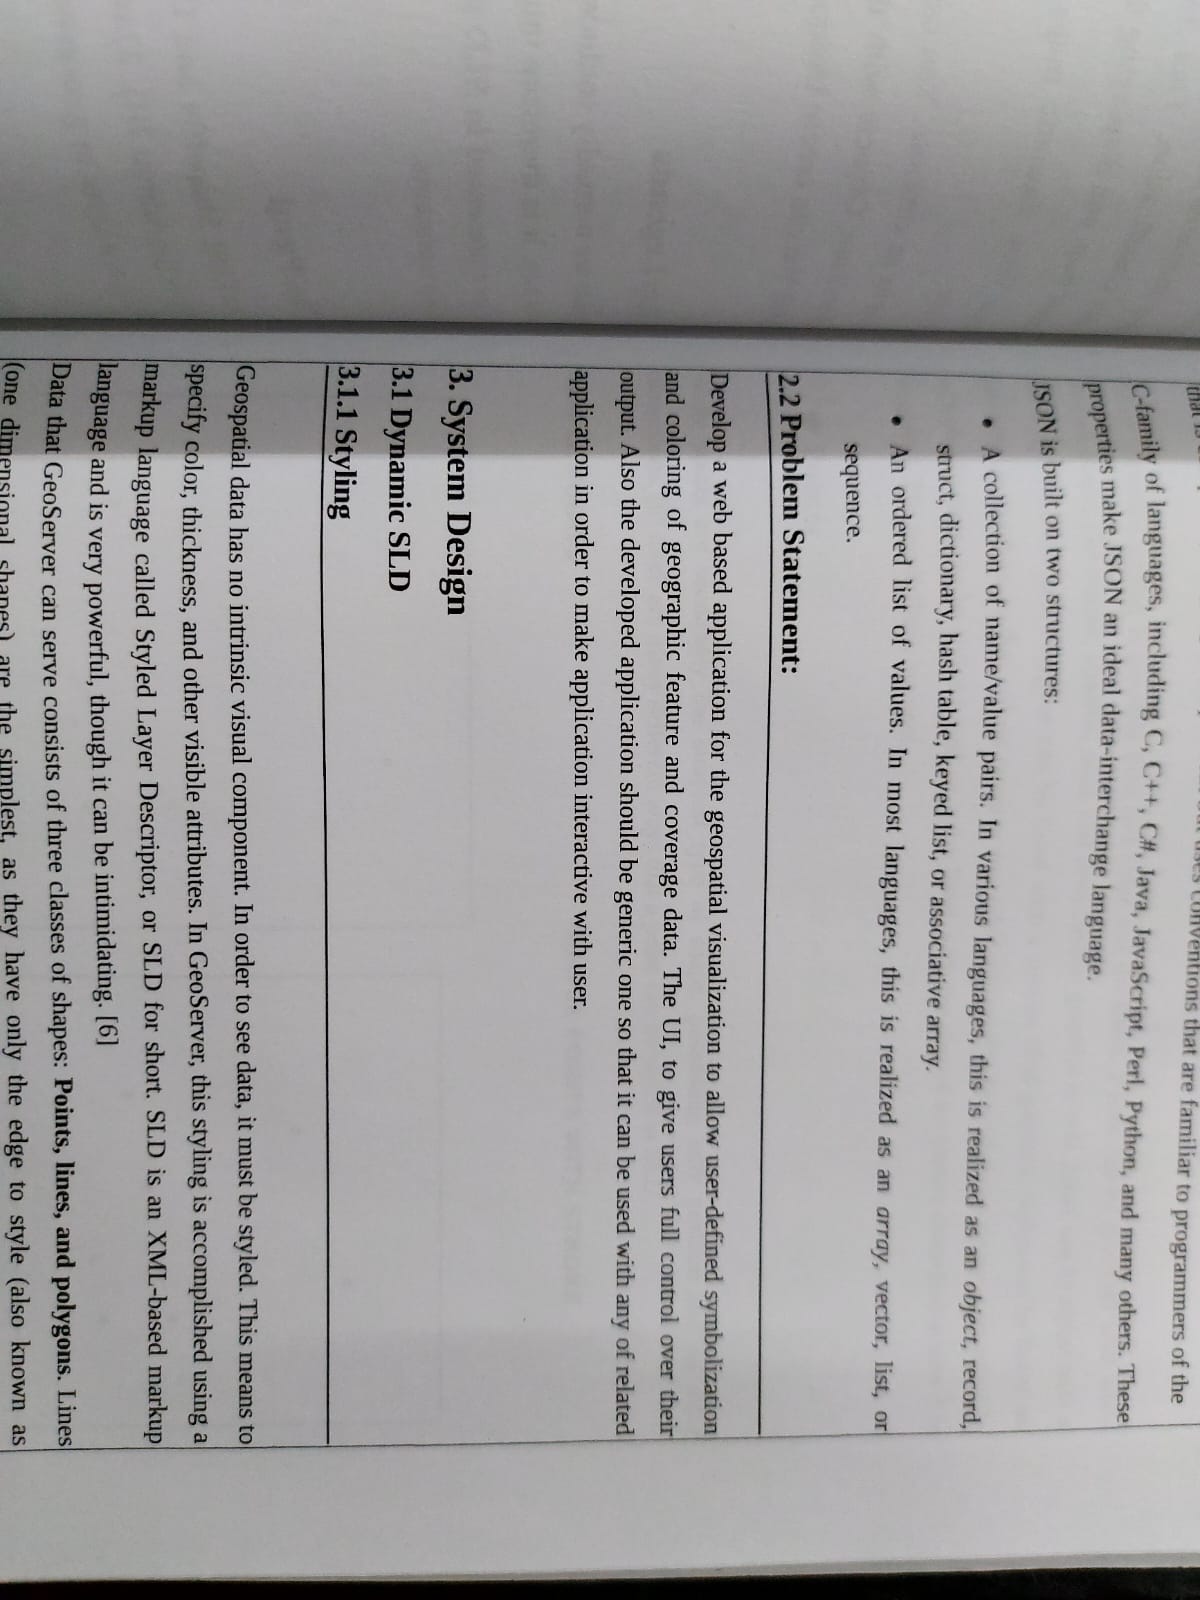 conventions that are familiar to programmers of the
C-family of languages, including C, C++, C#, Java, JavaScript, Perl, Python, and many others. These
properties make JSON an ideal data-interchange language.
JSON is built on two structures:
• A collection of name/value pairs. In various languages, this is realized as an object, record,
struct, dictionary, hash table, keyed list, or associative array.
• An ordered list of values. In most languages, this is realized as an array, vector, list, or
sequence.
2.2 Problem Statement:
Develop a web based application for the geospatial visualization to allow user-defined symbolization
and coloring of geographic feature and coverage data. The UI, to give users full control over their
output. Also the developed application should be generic one so that it can be used with any of related
application in order to make application interactive with user.
3. System Design
3.1 Dynamic SLD
3.1.1 Styling
Geospatial data has no intrinsic visual component. In order to see data, it must be styled. This means to
specify color, thickness, and other visible attributes. In GeoServer, this styling is accomplished using a
markup language called Styled Layer Descriptor, or SLD for short. SLD is an XML-based markup
language and is very powerful, though it can be intimidating. [6]
Data that GeoServer can serve consists of three classes of shapes: Points, lines, and polygons. Lines
(one dimensional shapes) are the simplest, as they have only the edge to style (also known as